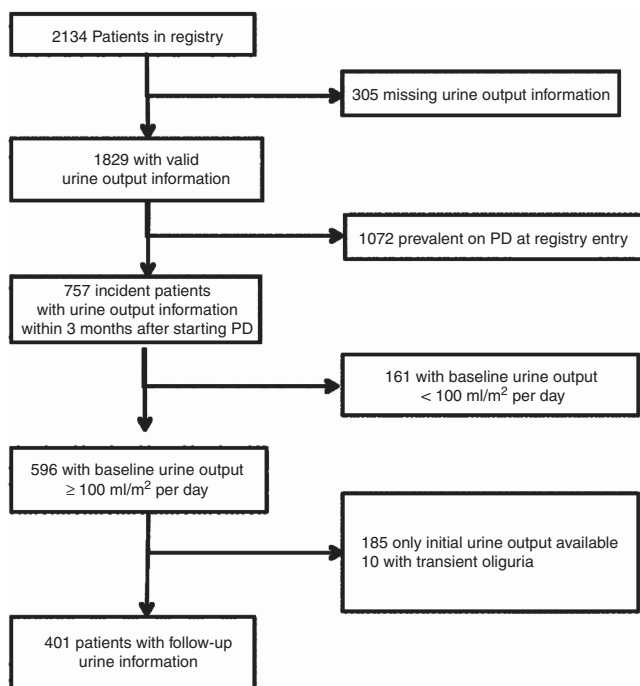 2134 Patients in registry
305 missing urine output information
1829 with valid
urine output information
1072 prevalent on PD at registry entry
757 incident patients
with urine output information
within 3 months after starting PD
161 with baseline urine output
< 100 ml/m² per day
596 with baseline urine output
≥ 100 ml/m² per day
185 only initial urine output available
10 with transient oliguria
401 patients with follow-up
urine information